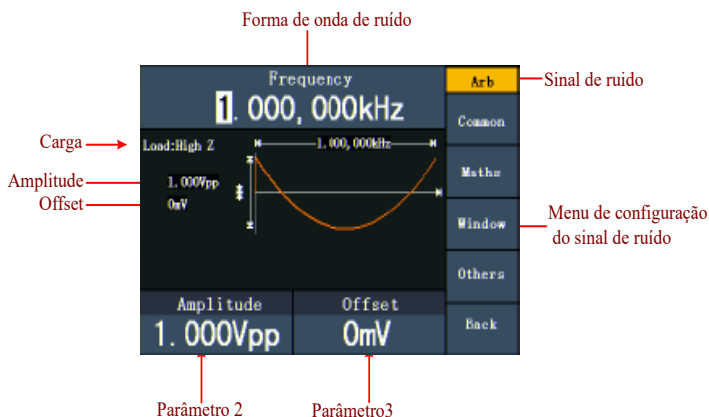 Forma de onda de ruído
Frequency
1.000,000kHz
Arb
Sinal de ruido
Common
Carga
Load:High Z
1.000,000kHz
Maths
Amplitude
1.000Vpp
Offset
0mV
Window
Menu de configuração
do sinal de ruído
Others
Amplitude
Offset
1.000Vpp
0mV
Back
Parâmetro 2
Parâmetro3